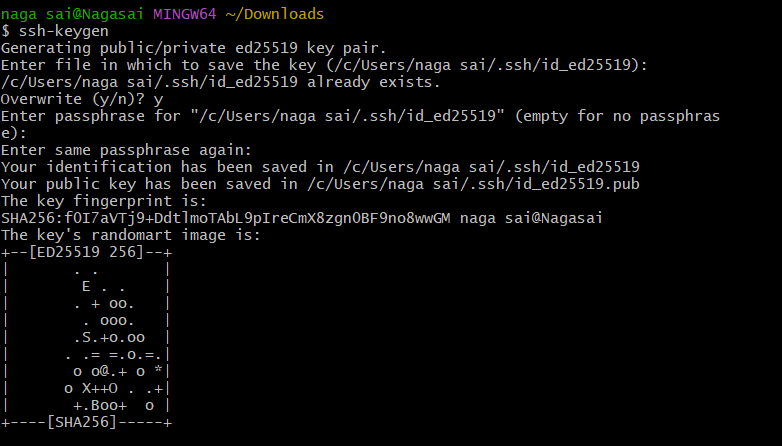 naga sai@Nagasai MINGW64 ~/Downloads
$ ssh-keygen
Generating public/private ed25519 key pair.
Enter file in which to save the key (/c/Users/naga sai/.ssh/id_ed25519):
/c/Users/naga sai/.ssh/id_ed25519 already exists.
Overwrite (y/n)? y
Enter passphrase for "/c/Users/naga sai/.ssh/id_ed25519" (empty for no passphras
e):
Enter same passphrase again:
Your identification has been saved in /c/Users/naga sai/.ssh/id_ed25519
Your public key has been saved in /c/Users/naga sai/.ssh/id_ed25519.pub
The key fingerprint is:
SHA256:fOI7aVTj9+DdtlmoTAbL9pIreCmX8zgn0BF9no8wwGM naga sai@Nagasai
The key's randomart image is:
+--[ED25519 256]--+
|        . .      |
|         E . .   |
|        . + oo.  |
|         . ooo.  |
|        .S.+o.oo |
|       . .= =.o.=.|
|        o o@.+ o *|
|       o X++O . .+|
|        +.Boo+  o |
+----[SHA256]-----+